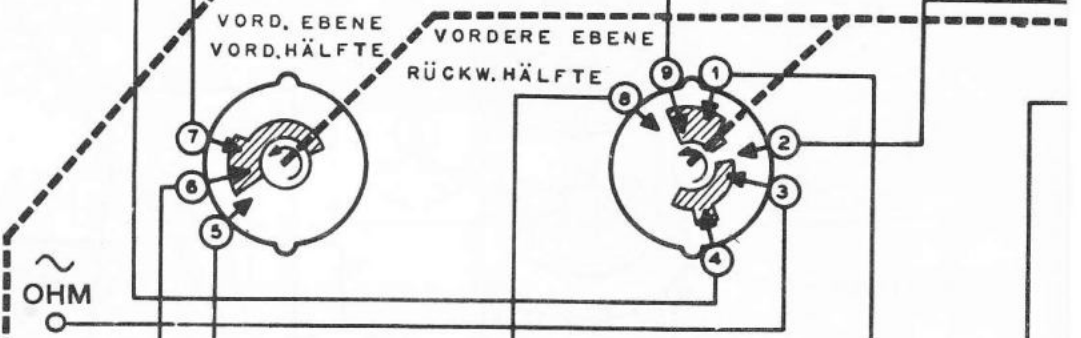 VORD. EBENE
VORD. HÄLFTE
VORDERE EBENE
RÜCKW. HÄLFTE
7
6
5
8
9
1
2
3
4
∼
OHM